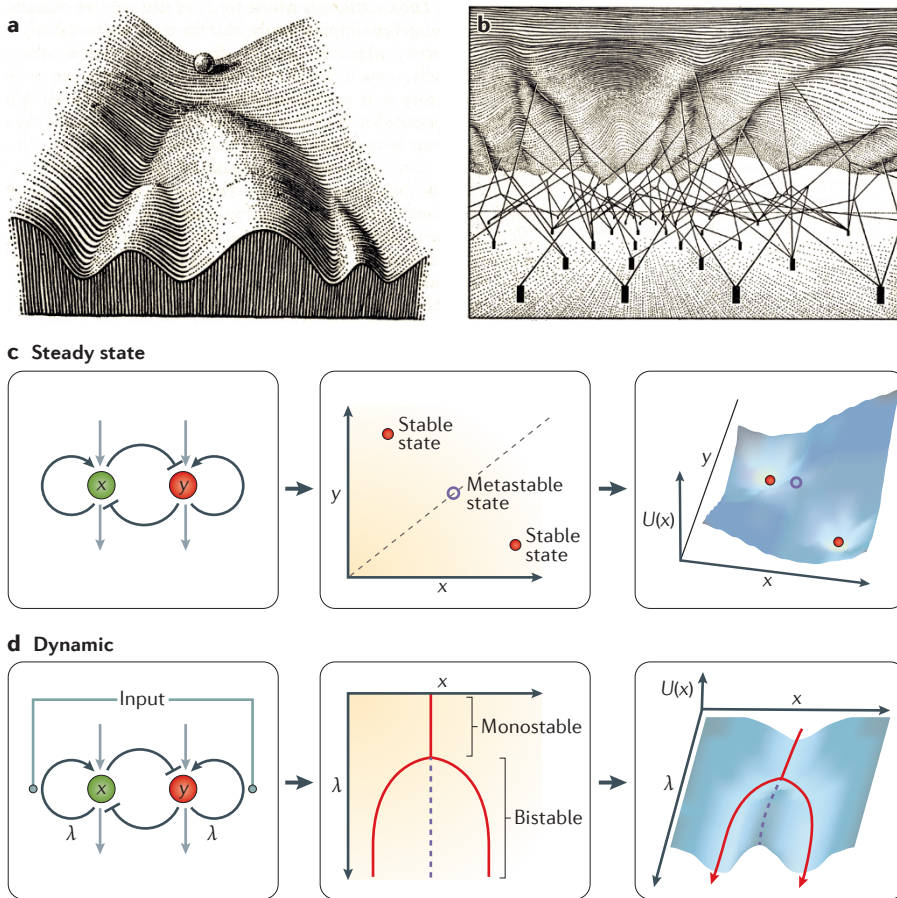 a
b
c Steady state
x
y
Stable
state
Metastable
state
Stable
state
y
x
y
U(x)
x
d Dynamic
Input
x
y
λ
λ
x
Monostable
λ
Bistable
U(x)
x
λ